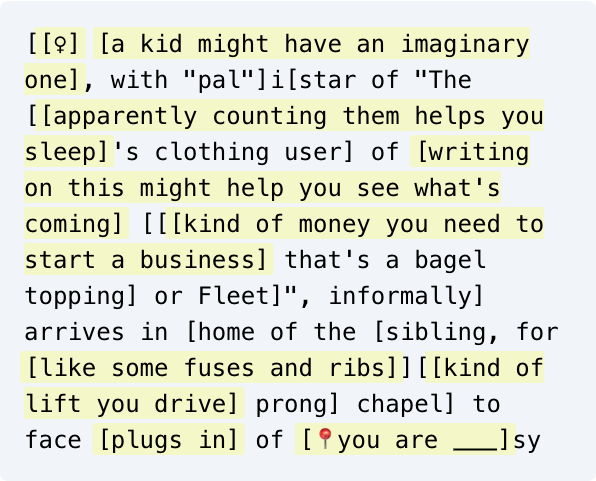 [[♀] [a kid might have an imaginary
one], with "pal"]i[star of "The
[[apparently counting them helps you
sleep]'s clothing user] of [writing
on this might help you see what's
coming] [[[kind of money you need to
start a business] that's a bagel
topping] or Fleet]", informally]
arrives in [home of the [sibling, for
[like some fuses and ribs]][[kind of
lift you drive] prong] chapel] to
face [plugs in] of [📍you are ___]sy